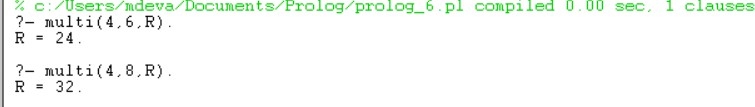 % c:/Users/mdeva/Documents/Prolog/prolog_6.pl compiled 0.00 sec, 1 clauses
?- multi(4,6,R).
R = 24.
?- multi(4,8,R).
R = 32.